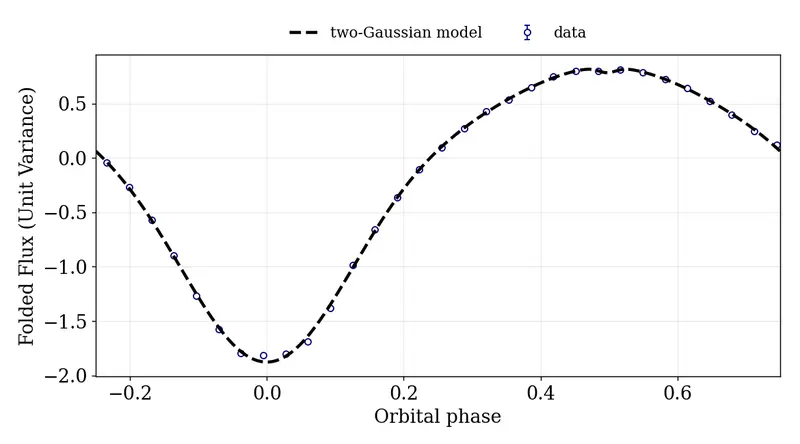 two-Gaussian model
data
Folded Flux (Unit Variance)
0.5
0.0
−0.5
−1.0
−1.5
−2.0
−0.2
0.0
0.2
0.4
0.6
Orbital phase